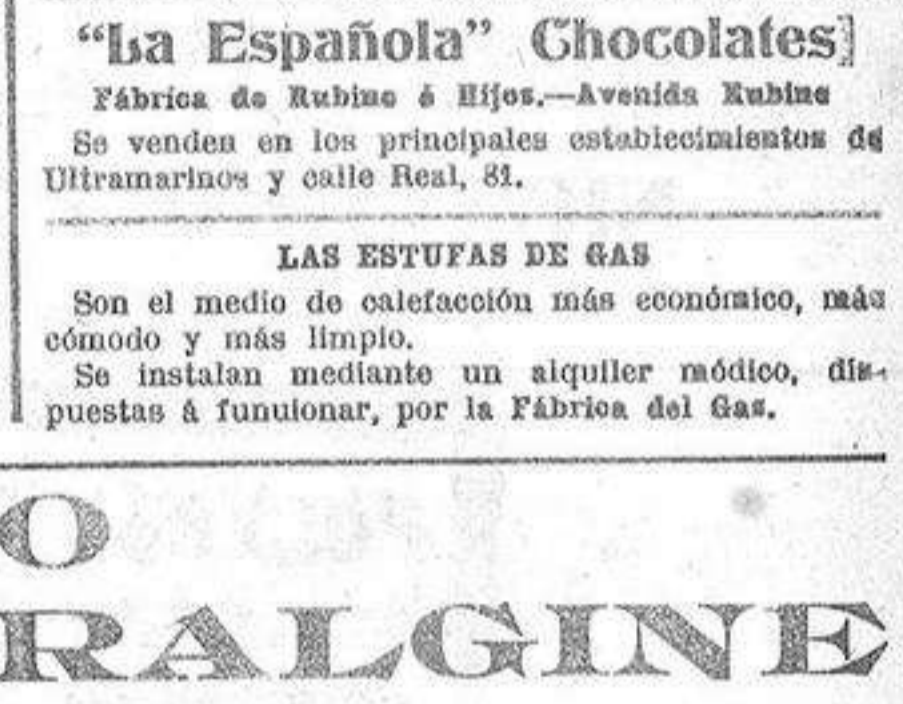 “La Española” Chocolates
Fábrica de Rubine é Hijos.—Avenida Rubine
Se venden en los principales establecimientos de
Ultramarinos y calle Real, 81.
LAS ESTUFAS DE GAS
Son el medio de calefacción más económico, más
cómodo y más limpio.
Se instalan mediante un alquiler módico, dis-
puestas á funuionar, por la Fábrica del Gas.
O
RALGINE